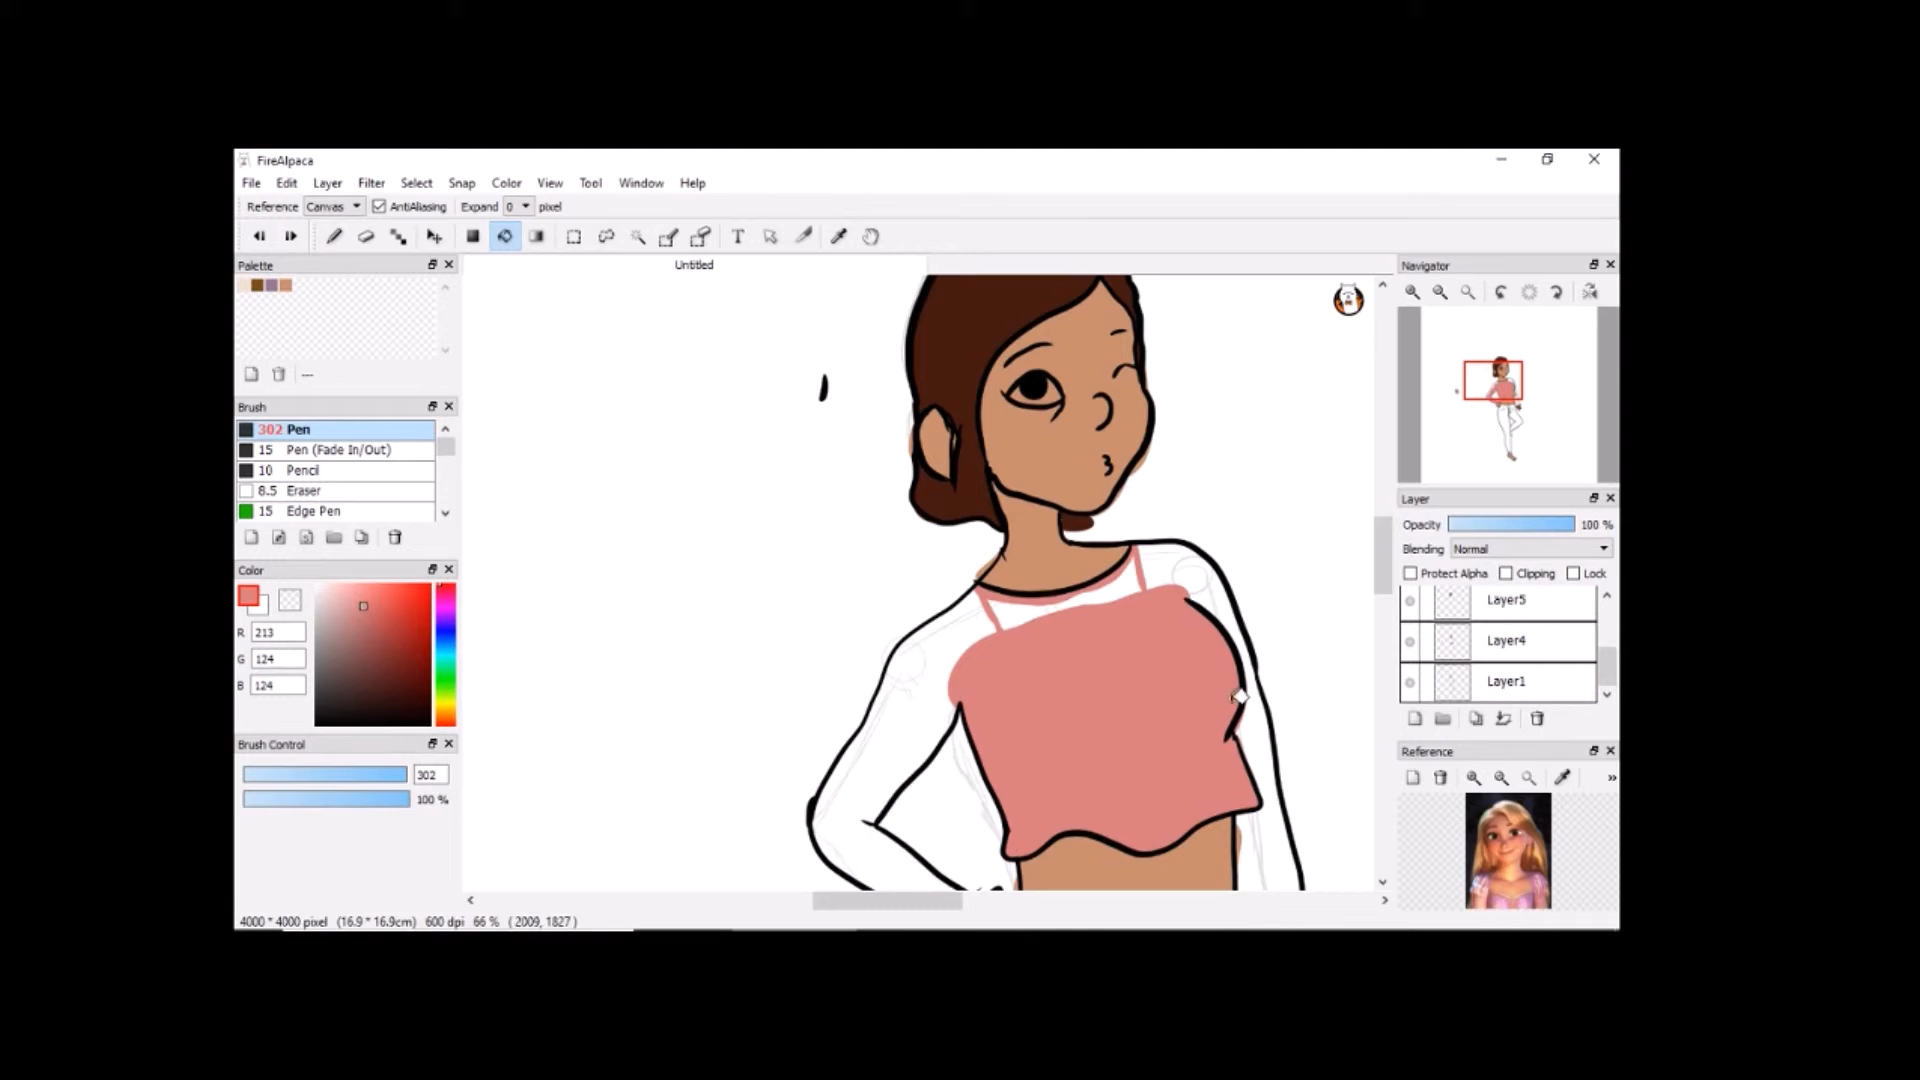 FireAlpaca
File Edit Layer Filter Select Snap Color View Tool Window Help
Reference Canvas AntiAliasing Expand 0 pixel
T
Palette
Untitled
Navigator
---
Brush
302 Pen
15 Pen (Fade In/Out)
10 Pencil
8.5 Eraser
15 Edge Pen
Layer
Opacity 100 %
Blending Normal
Protect Alpha Clipping Lock
Layer5
Layer4
Layer1
Color
R 213
G 124
B 124
Brush Control
302
100 %
Reference
4000 * 4000 pixel (16.9 * 16.9cm) 600 dpi 66 % ( 2009, 1827 )